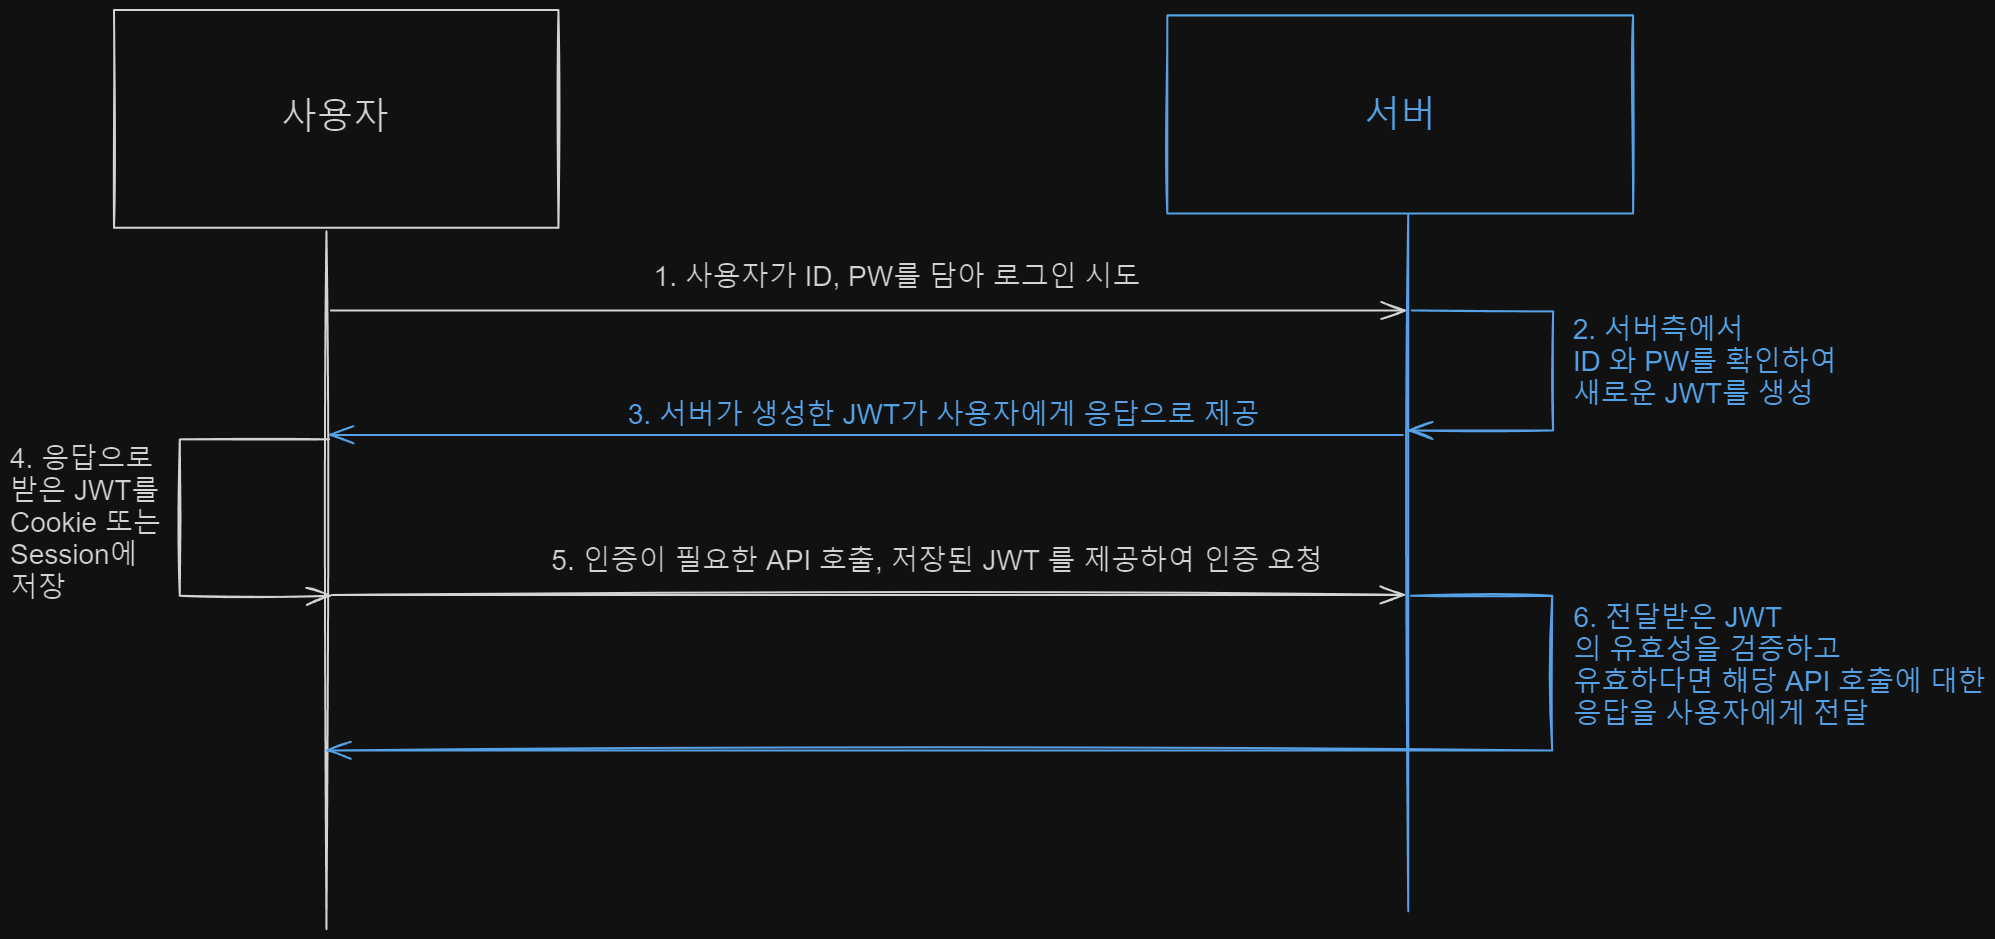 사용자
서버
1. 사용자가 ID, PW를 담아 로그인 시도
2. 서버측에서
ID 와 PW를 확인하여
새로운 JWT를 생성
3. 서버가 생성한 JWT가 사용자에게 응답으로 제공
4. 응답으로
받은 JWT를
Cookie 또는
Session에
저장
5. 인증이 필요한 API 호출, 저장된 JWT 를 제공하여 인증 요청
6. 전달받은 JWT
의 유효성을 검증하고
유효하다면 해당 API 호출에 대한
응답을 사용자에게 전달